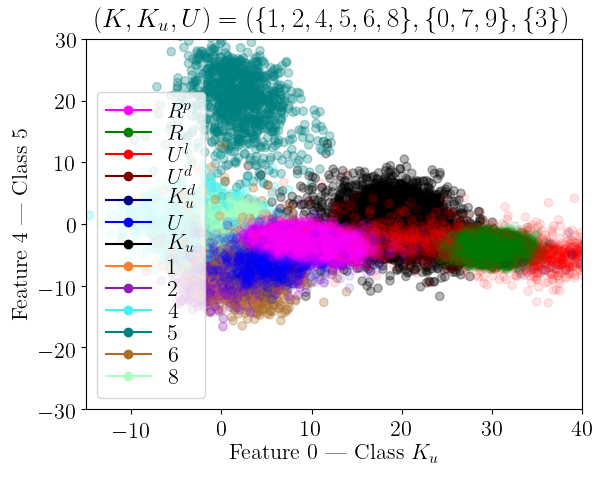 (K, K_u, U) = ({1, 2, 4, 5, 6, 8}, {0, 7, 9}, {3})
30
20
10
0
−10
−20
−30
Feature 4 — Class 5
R^p
R
U^l
U^d
K_u^d
U
K_u
1
2
4
5
6
8
−10
0
10
20
30
40
Feature 0 — Class K_u